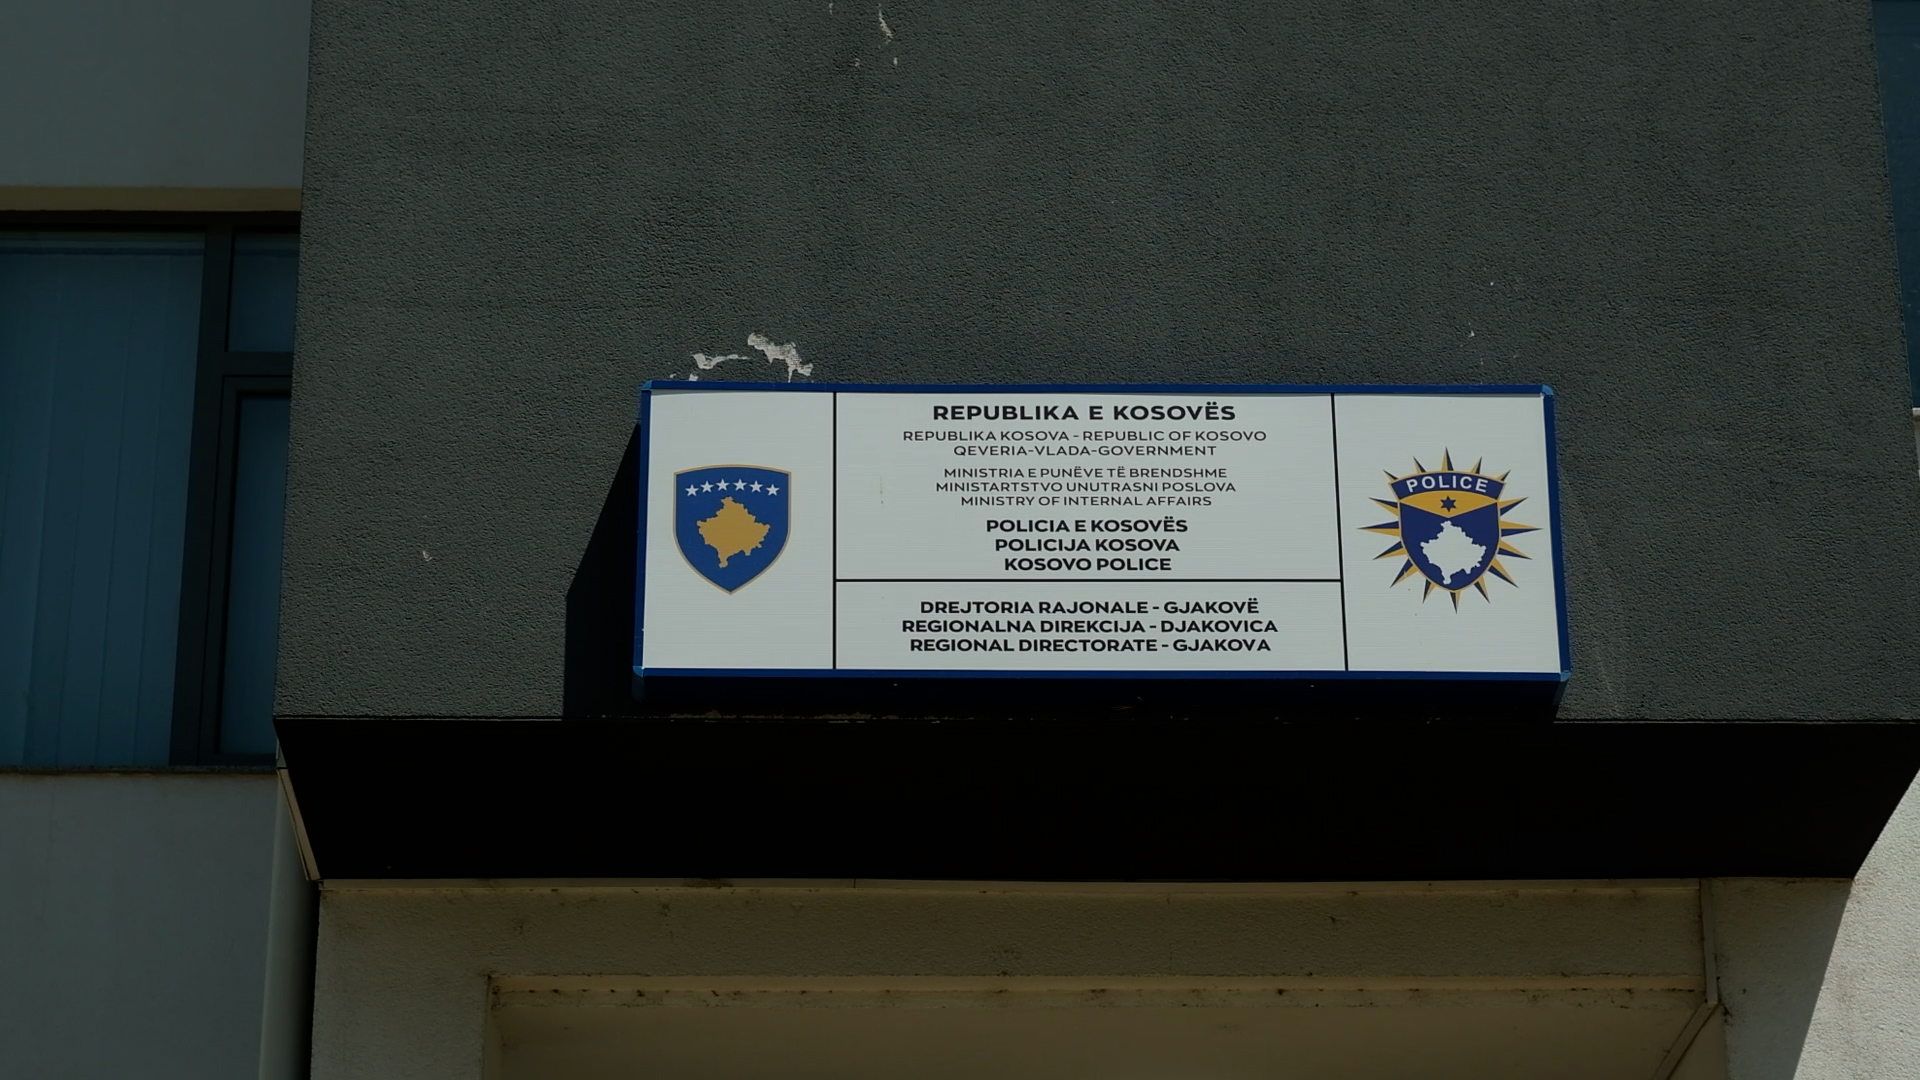 REPUBLIKA E KOSOVËS
REPUBLIKA KOSOVA - REPUBLIC OF KOSOVO
QEVERIA-VLADA-GOVERNMENT
MINISTRIA E PUNËVE TË BRENDSHME
MINISTARTSTVO UNUTRASNI POSLOVA
MINISTRY OF INTERNAL AFFAIRS
POLICIA E KOSOVËS
POLICIJA KOSOVA
KOSOVO POLICE
DREJTORIA RAJONALE - GJAKOVË
REGIONALNA DIREKCIJA - DJAKOVICA
REGIONAL DIRECTORATE - GJAKOVA
POLICE